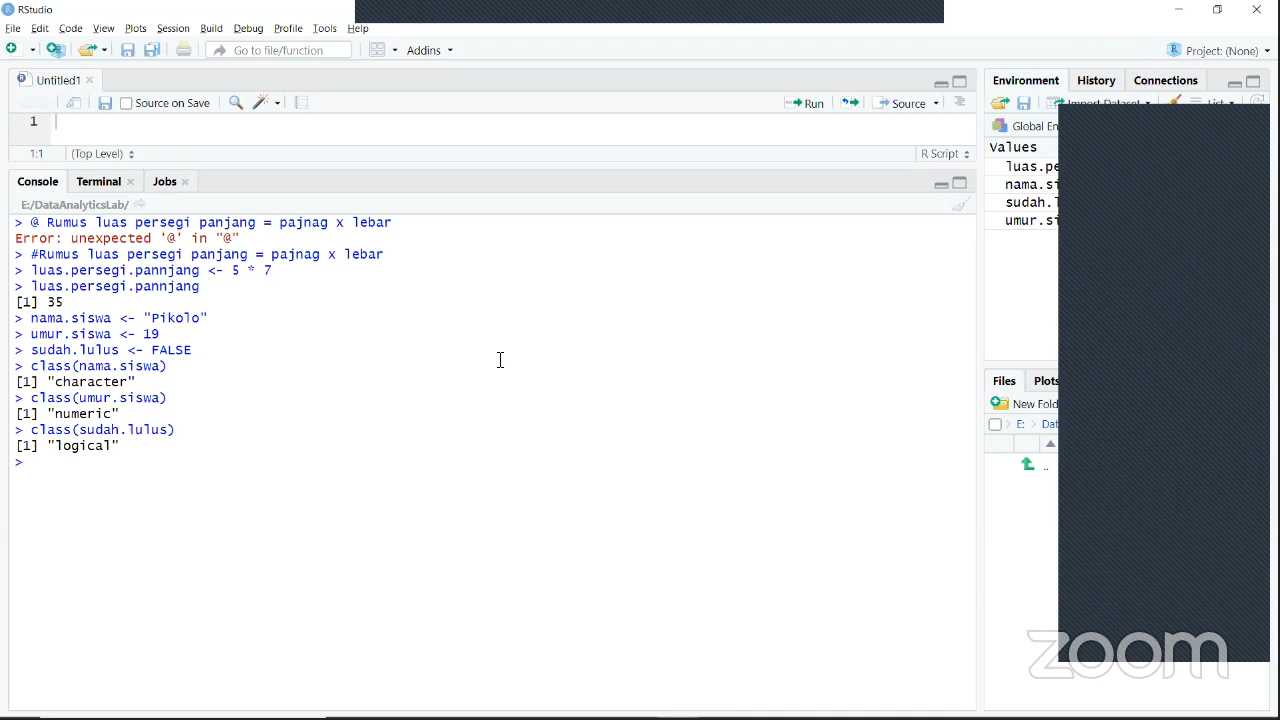 RStudio
File Edit Code View Plots Session Build Debug Profile Tools Help
Go to file/function Addins Project: (None)
Untitled1
Source on Save Run Source
1
1:1 (Top Level) R Script
Console Terminal Jobs
E:/DataAnalyticsLab/
> @ Rumus luas persegi panjang = pajnag x lebar
Error: unexpected '@' in "@"
> #Rumus luas persegi panjang = pajnag x lebar
> luas.persegi.pannjang <- 5 * 7
> luas.persegi.pannjang
[1] 35
> nama.siswa <- "Pikolo"
> umur.siswa <- 19
> sudah.lulus <- FALSE
> class(nama.siswa)
[1] "character"
> class(umur.siswa)
[1] "numeric"
> class(sudah.lulus)
[1] "logical"
>
Environment History Connections
Import Dataset List
Global En
Values
luas.pe
nama.si
sudah.l
umur.si
Files Plots
New Fold
E: Dat
..
zoom